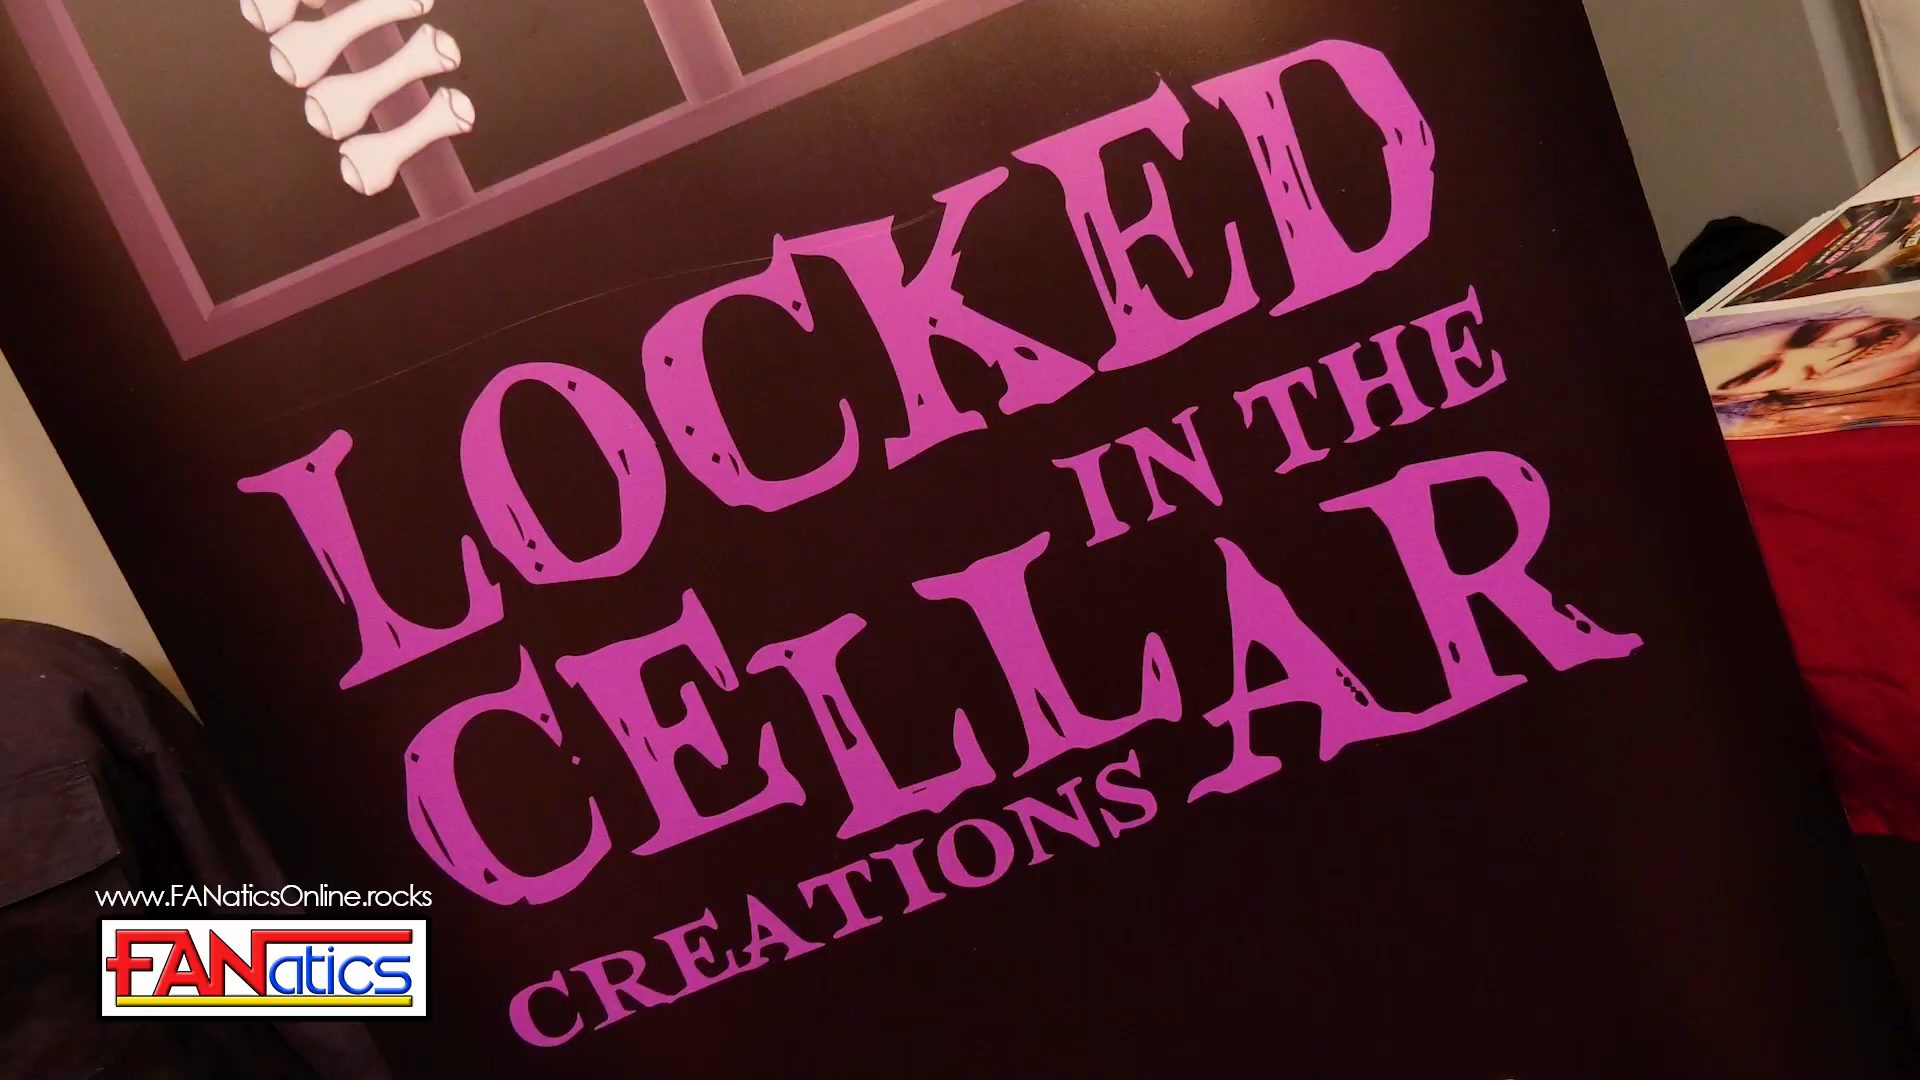 LOCKED
IN THE
CELLAR
CREATIONS
www.FANaticsOnline.rocks
FANatics